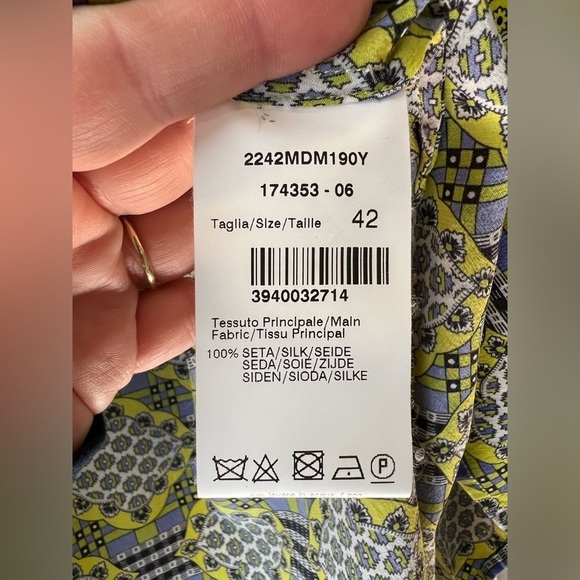 2242MDM190Y
174353 - 06
Taglia/Size/Taille 42
3940032714
Tessuto Principale/Main
Fabric/Tissu Principal
100% SETA/SILK/SEIDE
SEDA/SOIE/ZIJDE
SIDEN/SIODA/SILKE
P